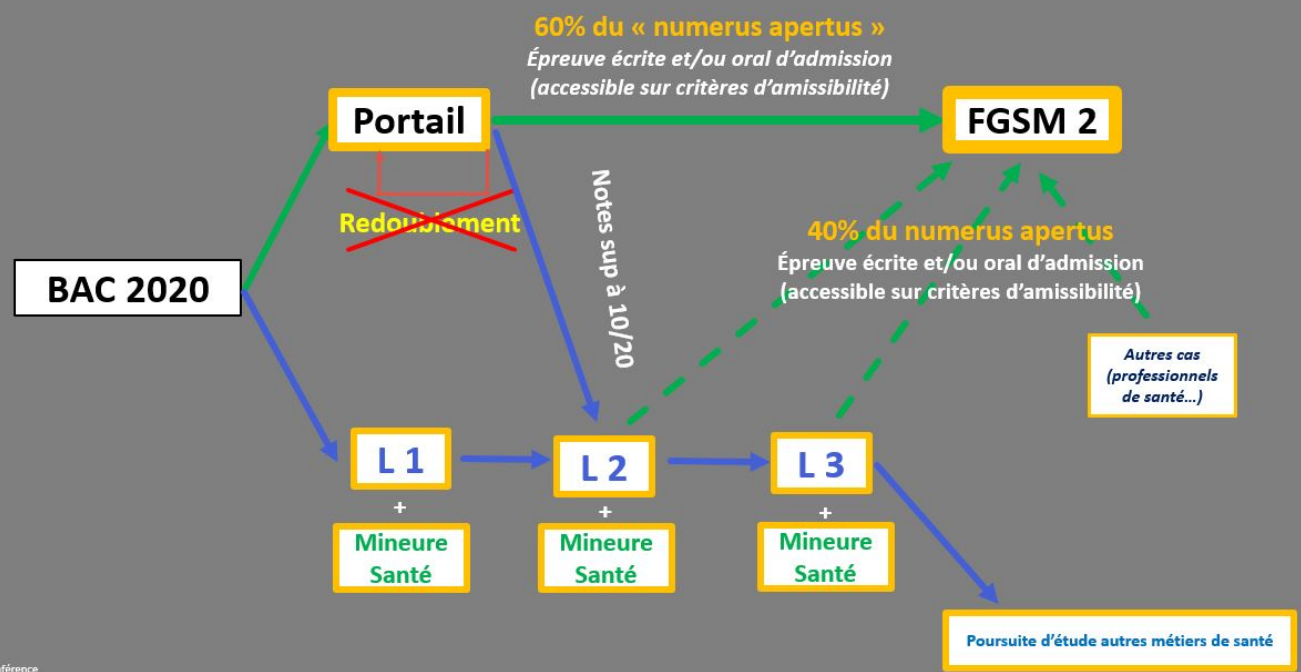 60% du « numerus apertus »
Épreuve écrite et/ou oral d'admission
(accessible sur critères d'amissibilité)
Portail
FGSM 2
Redoublement
Notes sup à 10/20
40% du numerus apertus
Épreuve écrite et/ou oral d'admission
(accessible sur critères d'amissibilité)
BAC 2020
Autres cas
(professionnels
de santé…)
L 1
+
Mineure
Santé
L 2
+
Mineure
Santé
L 3
+
Mineure
Santé
Poursuite d'étude autres métiers de santé